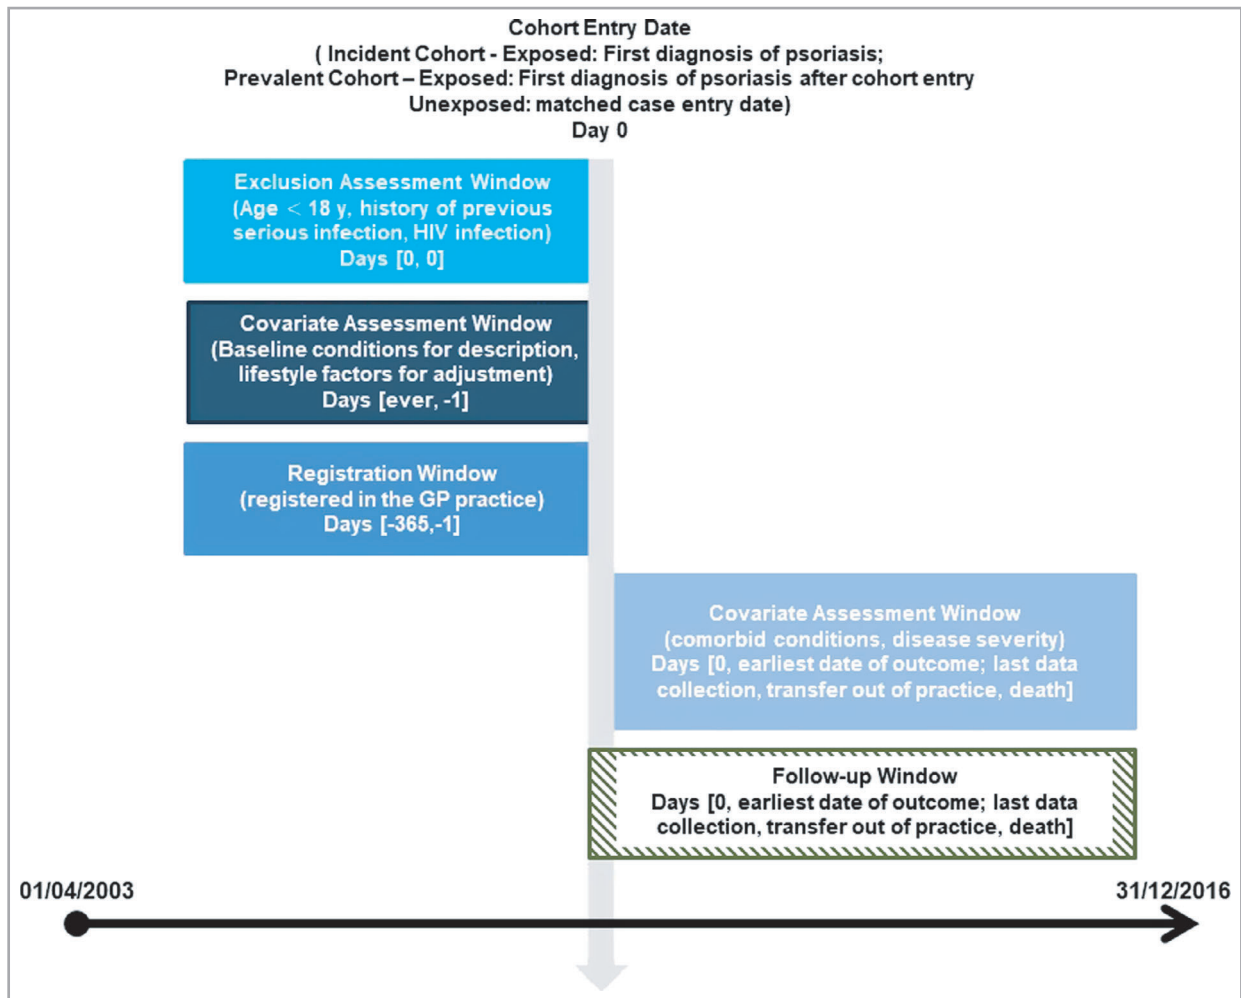 Cohort Entry Date
( Incident Cohort - Exposed: First diagnosis of psoriasis;
Prevalent Cohort – Exposed: First diagnosis of psoriasis after cohort entry
Unexposed: matched case entry date)
Day 0
Exclusion Assessment Window
(Age < 18 y, history of previous
serious infection, HIV infection)
Days [0, 0]
Covariate Assessment Window
(Baseline conditions for description,
lifestyle factors for adjustment)
Days [ever, -1]
Registration Window
(registered in the GP practice)
Days [-365,-1]
Covariate Assessment Window
(comorbid conditions, disease severity)
Days [0, earliest date of outcome; last data
collection, transfer out of practice, death]
Follow-up Window
Days [0, earliest date of outcome; last data
collection, transfer out of practice, death]
01/04/2003
31/12/2016